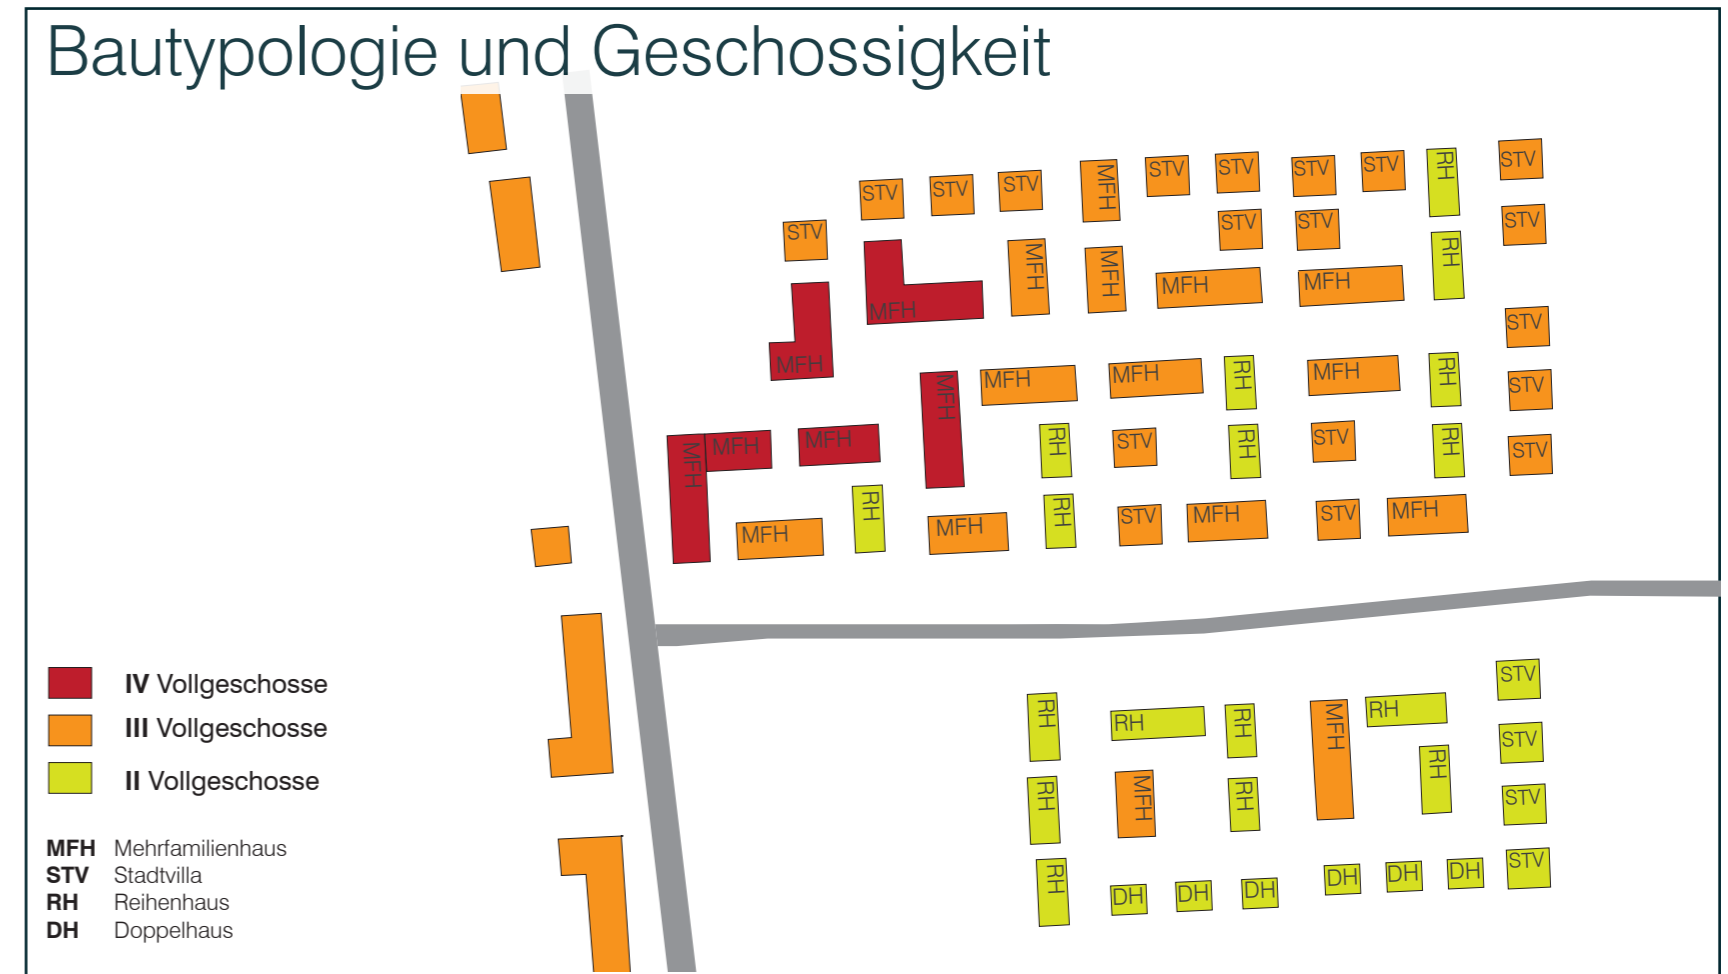 Bautypologie und Geschossigkeit
STV STV STV MFH STV STV STV STV RH STV
STV STV STV STV
MFH MFH MFH MFH MFH RH
MFH STV
MFH MFH MFH RH MFH RH STV
MFH MFH MFH RH STV RH STV RH STV
MFH RH MFH RH STV MFH STV MFH
IV Vollgeschosse
III Vollgeschosse
II Vollgeschosse
MFH Mehrfamilienhaus
STV Stadtvilla
RH Reihenhaus
DH Doppelhaus
RH RH RH MFH RH STV
RH MFH RH RH STV
STV
RH DH DH DH DH DH DH STV